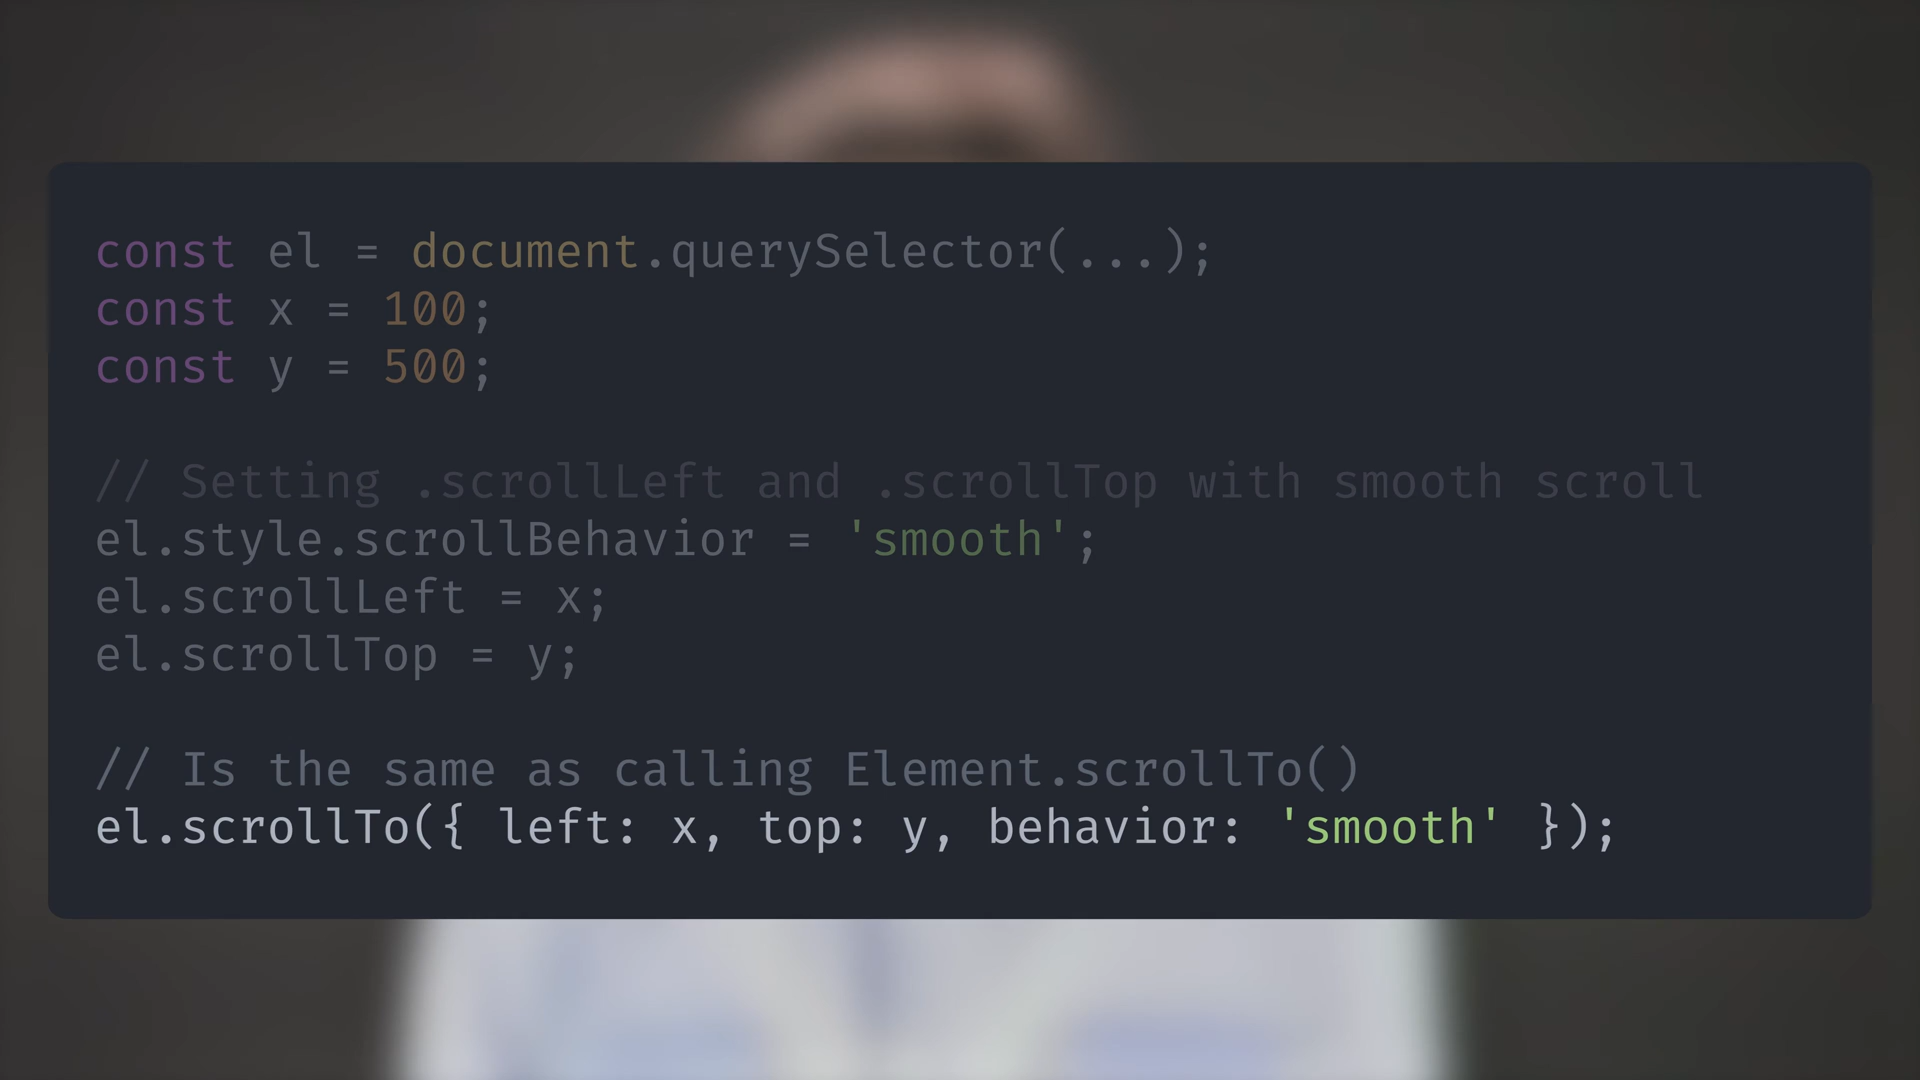 const el = document.querySelector(...);
const x = 100;
const y = 500;
// Setting .scrollLeft and .scrollTop with smooth scroll
el.style.scrollBehavior = 'smooth';
el.scrollLeft = x;
el.scrollTop = y;
// Is the same as calling Element.scrollTo()
el.scrollTo({ left: x, top: y, behavior: 'smooth' });